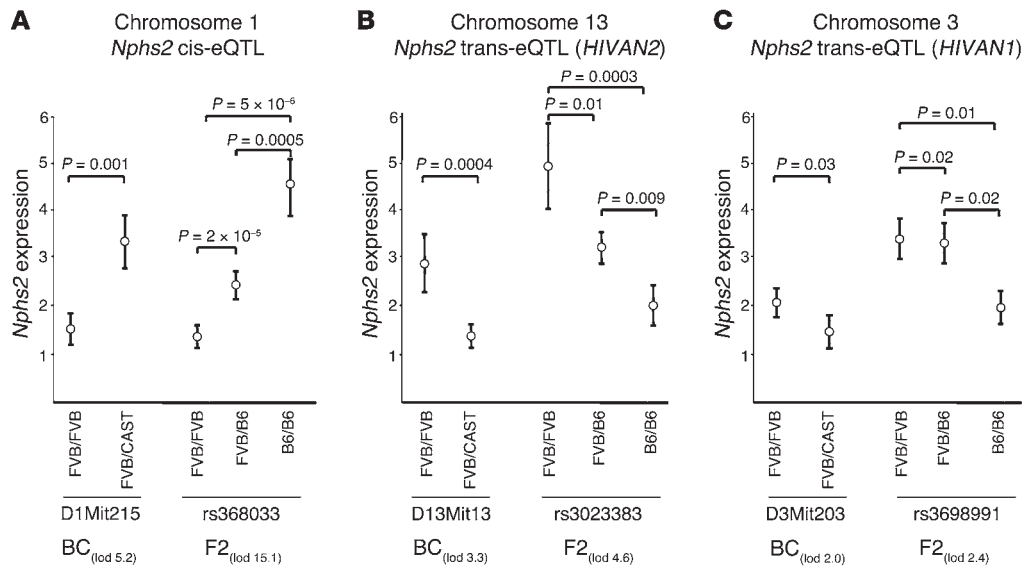 A
Chromosome 1
Nphs2 cis-eQTL
Nphs2 expression
6
5
4
3
2
1
P = 0.001
P = 5 × 10⁻⁶
P = 0.0005
P = 2 × 10⁻⁵
FVB/FVB
FVB/CAST
FVB/FVB
FVB/B6
B6/B6
D1Mit215
rs368033
BC(lod 5.2)
F2(lod 15.1)
B
Chromosome 13
Nphs2 trans-eQTL (HIVAN2)
Nphs2 expression
6
5
4
3
2
1
P = 0.0004
P = 0.0003
P = 0.01
P = 0.009
FVB/FVB
FVB/CAST
FVB/FVB
FVB/B6
B6/B6
D13Mit13
rs3023383
BC(lod 3.3)
F2(lod 4.6)
C
Chromosome 3
Nphs2 trans-eQTL (HIVAN1)
Nphs2 expression
6
5
4
3
2
1
P = 0.03
P = 0.01
P = 0.02
P = 0.02
FVB/FVB
FVB/CAST
FVB/FVB
FVB/B6
B6/B6
D3Mit203
rs3698991
BC(lod 2.0)
F2(lod 2.4)